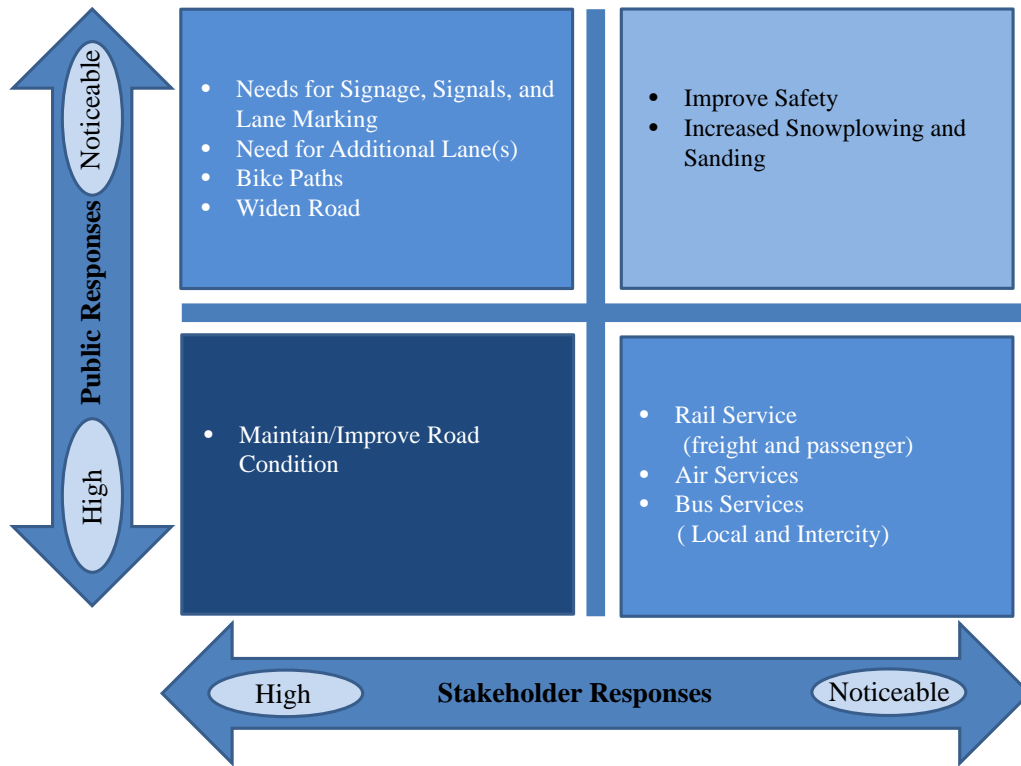 Noticeable
Public Responses
High
• Needs for Signage, Signals, and
Lane Marking
• Need for Additional Lane(s)
• Bike Paths
• Widen Road
• Improve Safety
• Increased Snowplowing and
Sanding
• Maintain/Improve Road
Condition
• Rail Service
(freight and passenger)
• Air Services
• Bus Services
( Local and Intercity)
High
Stakeholder Responses
Noticeable